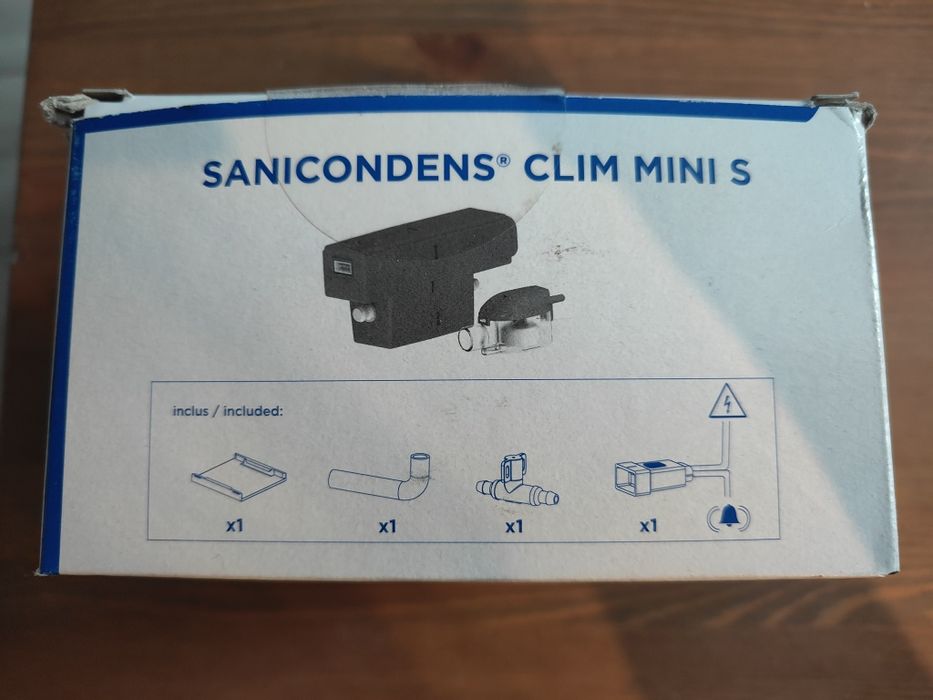 SANICONDENS® CLIM MINI S
inclus / included:
x1 x1 x1 x1